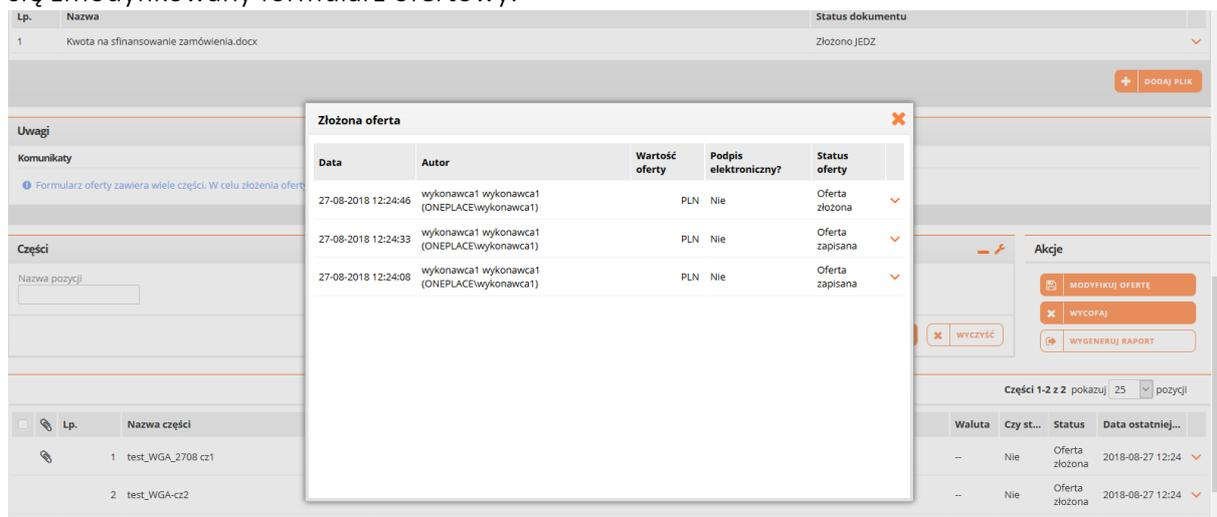 Lp. Nazwa Status dokumentu
1 Kwota na sfinansowanie zamówienia.docx Złożono JEDZ
DODAJ PLIK
Uwagi
Komunikaty
Formularz oferty zawiera wiele części. W celu złożenia
Złożona oferta
Data Autor Wartość oferty Podpis elektroniczny? Status oferty
27-08-2018 12:24:46 wykonawca1 wykonawca1 (ONEPLACE\wykonawca1) PLN Nie Oferta złożona
27-08-2018 12:24:33 wykonawca1 wykonawca1 (ONEPLACE\wykonawca1) PLN Nie Oferta zapisana
27-08-2018 12:24:08 wykonawca1 wykonawca1 (ONEPLACE\wykonawca1) PLN Nie Oferta zapisana
Części
Nazwa pozycji
WYCZYŚĆ
Akcje
MODYFIKUJ OFERTĘ
WYCOFAJ
WYGENERUJ RAPORT
Części 1-2 z 2 pokazuj 25 pozycji
Lp. Nazwa części Waluta Czy st... Status Data ostatniej...
1 test_WGA_2708 cz1 -- Nie Oferta złożona 2018-08-27 12:24
2 test_WGA-cz2 -- Nie Oferta złożona 2018-08-27 12:24